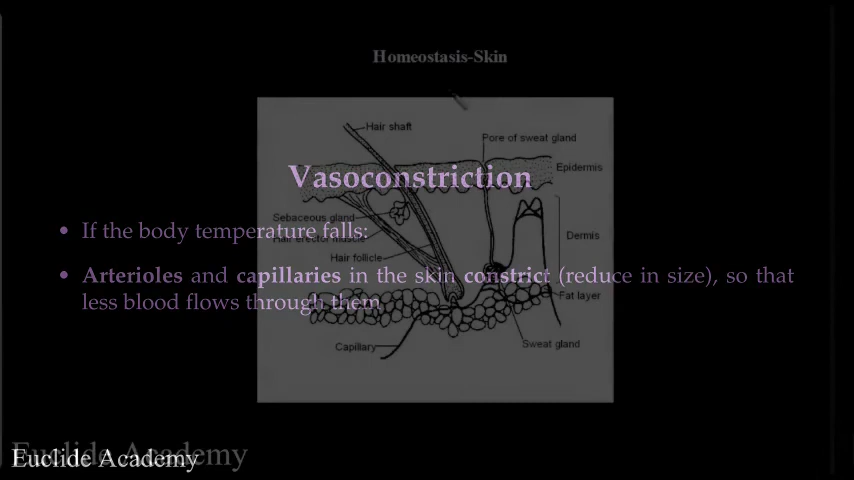 Homeostasis-Skin
Hair shaft
Pore of sweat gland
Epidermis
Vasoconstriction
Sebaceous gland
• If the body temperature falls:
Hair erector muscle
Dermis
Hair follicle
• Arterioles and capillaries in the skin constrict (reduce in size), so that
less blood flows through them
Fat layer
Capillary
Sweat gland
Euclide Academy
Euclide Academy